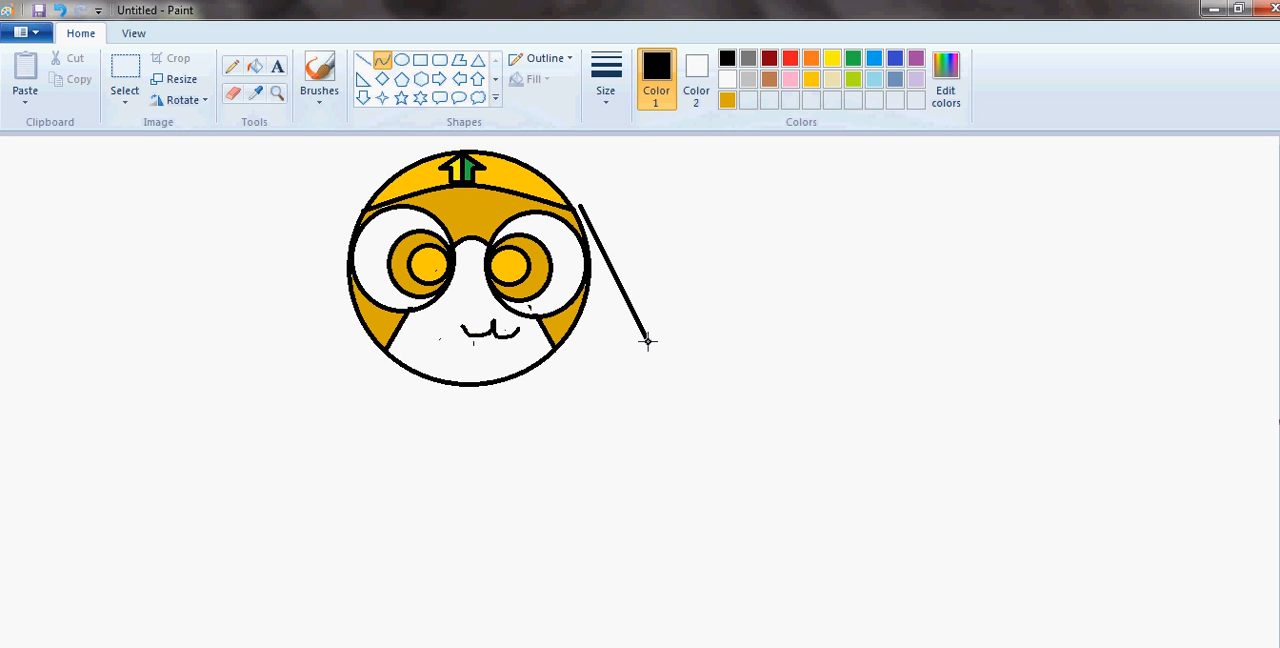 Untitled - Paint
Home View
Paste
Cut
Copy
Clipboard
Select
Crop
Resize
Rotate
Image
A
Tools
Brushes
Outline
Fill
Shapes
Size
Color 1
Color 2
Edit colors
Colors